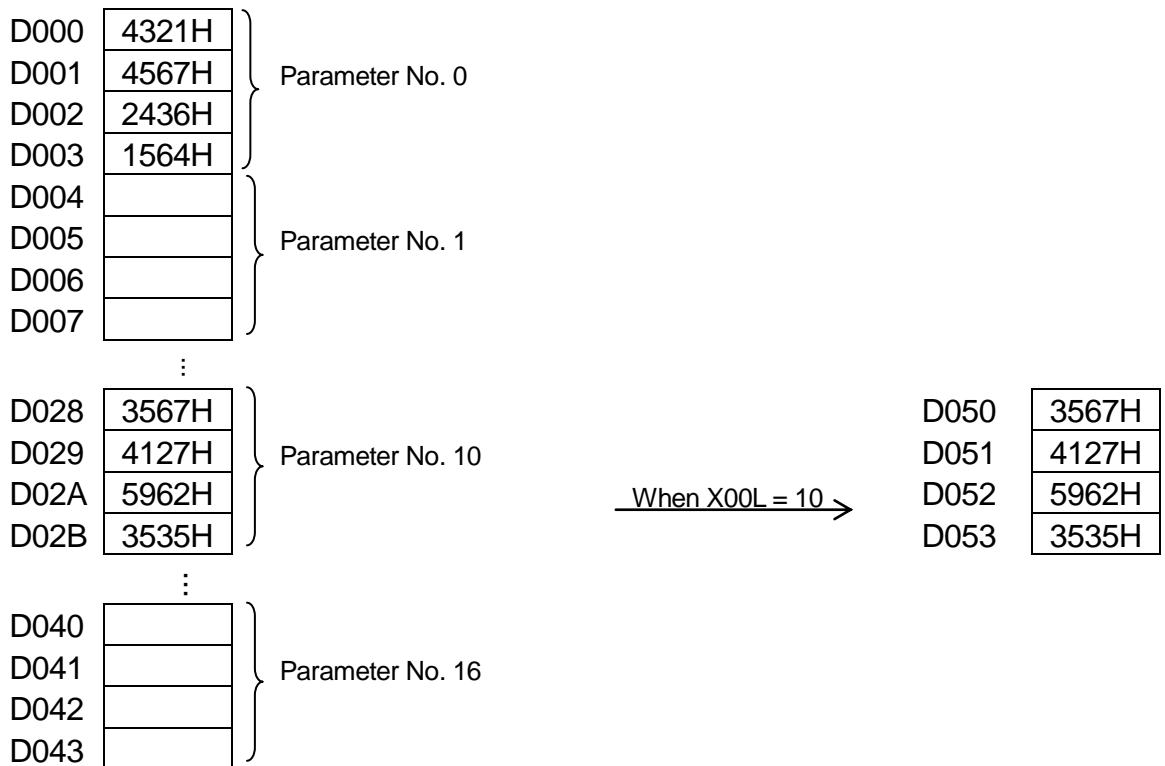 D000 4321H
D001 4567H Parameter No. 0
D002 2436H
D003 1564H
D004
D005 Parameter No. 1
D006
D007
⋮
D028 3567H D050 3567H
D029 4127H Parameter No. 10 D051 4127H
D02A 5962H When X00L = 10 D052 5962H
D02B 3535H D053 3535H
⋮
D040
D041 Parameter No. 16
D042
D043